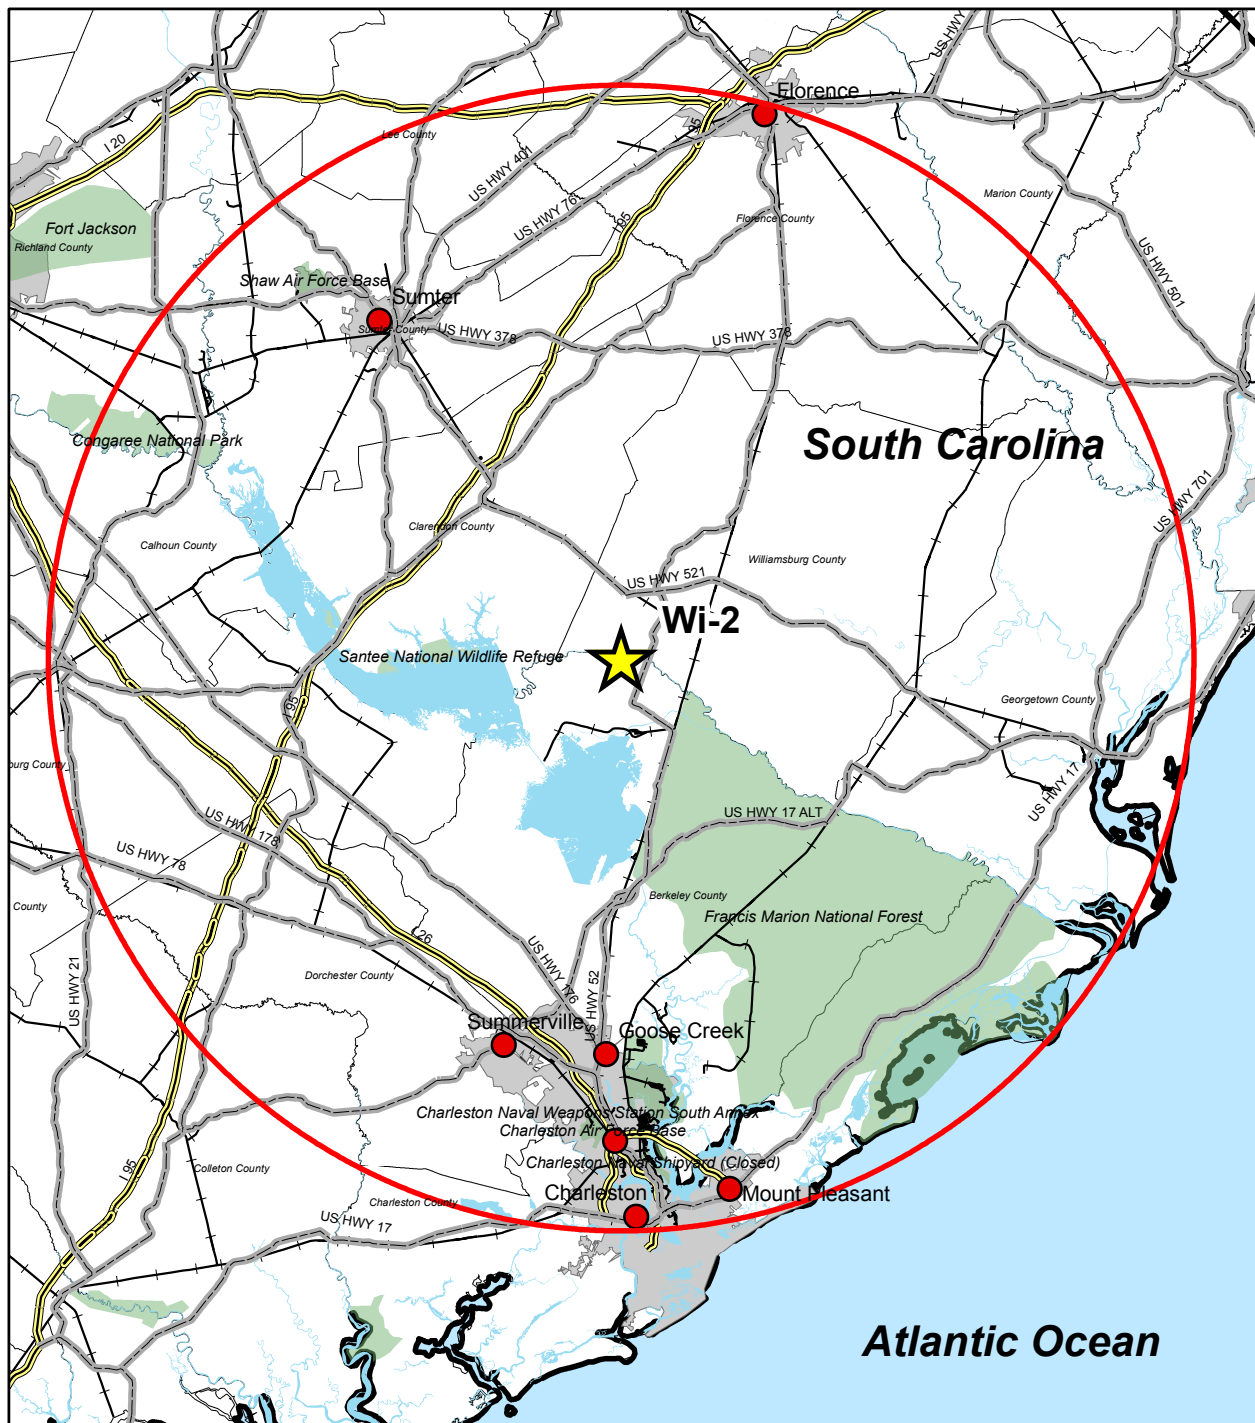 US HWY
Florence
I 20
Lee County
I 95
US HWY 401
US HWY 76
Marion County
Fort Jackson
Richland County
I 95
Florence County
US HWY 501
Shaw Air Force Base
Sumter
Sumter County
US HWY 378
US HWY 378
Congaree National Park
South Carolina
US HWY 701
Clarendon County
Calhoun County
Williamsburg County
US HWY 521
Wi-2
Santee National Wildlife Refuge
I 95
Georgetown County
burg County
US HWY 17
US HWY 178
US HWY 17 ALT
US HWY 78
Berkeley County
County
Francis Marion National Forest
I 26
US HWY 21
Dorchester County
US HWY 176
US HWY 52
Summerville
Goose Creek
Charleston Naval Weapons Station South Annex
Charleston Air Force Base
Charleston Naval Shipyard (Closed)
I 95
Colleton County
Charleston
Mount Pleasant
Charleston County
US HWY 17
Atlantic Ocean